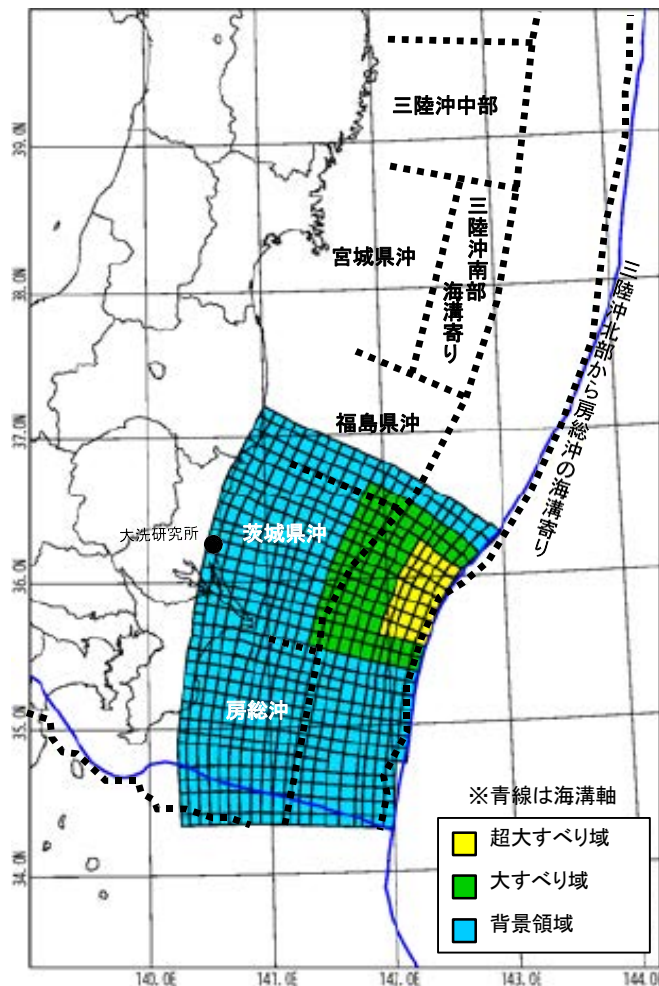 三陸沖中部
39.0N
三陸沖南部
海溝寄り
宮城県沖
38.0N
三陸沖北部から房総沖の海溝寄り
福島県沖
37.0N
大洗研究所
茨城県沖
36.0N
房総沖
35.0N
※青線は海溝軸
超大すべり域
大すべり域
背景領域
34.0N
140.0E
141.0E
142.0E
143.0E
144.0E